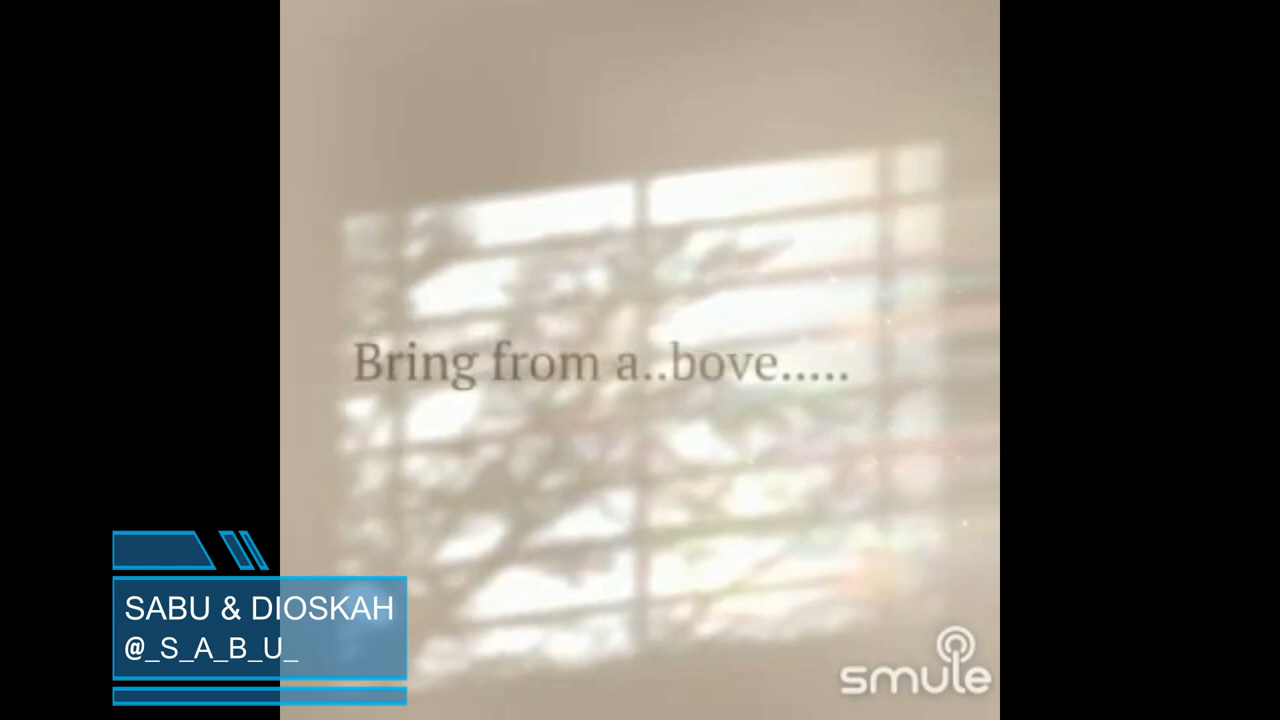 Bring from a..bove.....
SABU & DIOSKAH
@_S_A_B_U_
smule